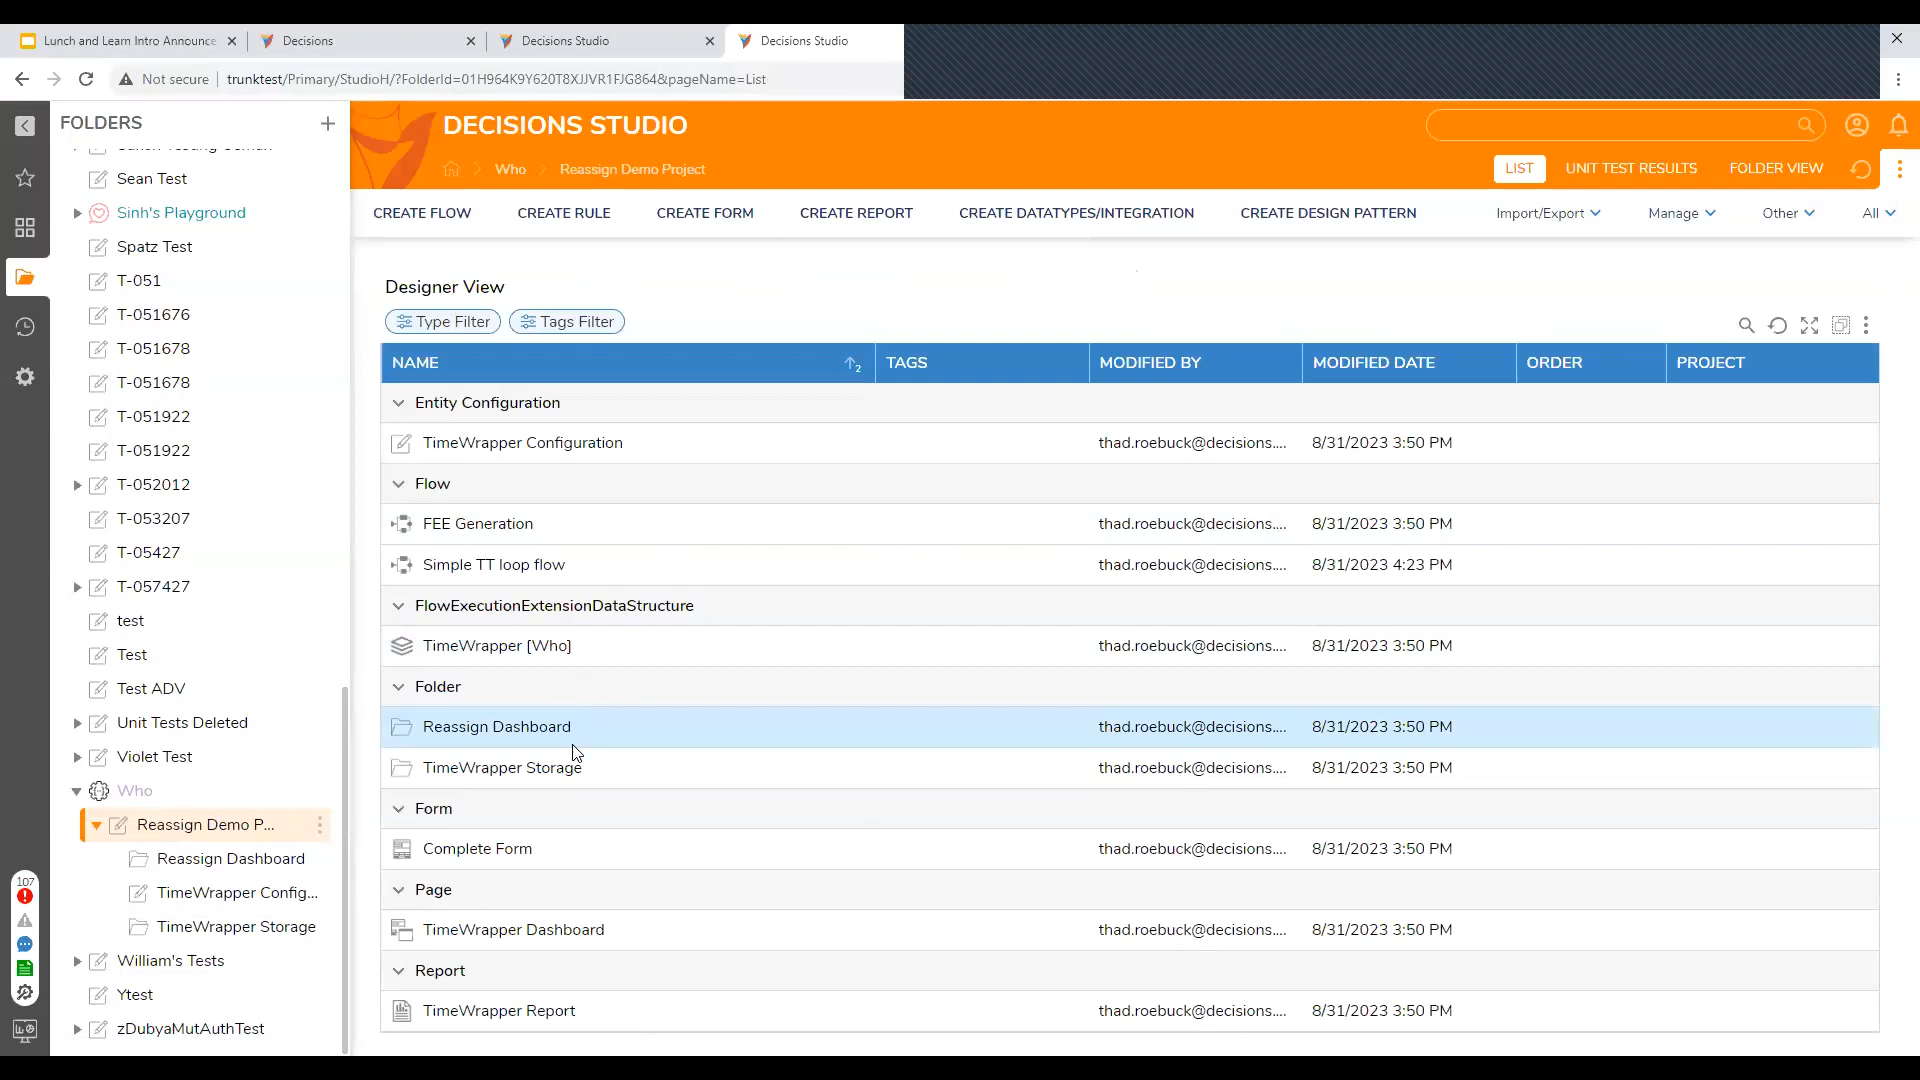 Lunch and Learn Intro Announce
Decisions
Decisions Studio
Decisions Studio
Not secure
trunktest/Primary/StudioH/?FolderId=01H964K9Y620T8XJJVR1FJG864&pageName=List
FOLDERS
Sean Test
Sinh's Playground
Spatz Test
T-051
T-051676
T-051678
T-051678
T-051922
T-051922
T-052012
T-053207
T-05427
T-057427
test
Test
Test ADV
Unit Tests Deleted
Violet Test
Who
Reassign Demo P...
Reassign Dashboard
TimeWrapper Config...
TimeWrapper Storage
William's Tests
Ytest
zDubyaMutAuthTest
107
DECISIONS STUDIO
Who
Reassign Demo Project
LIST
UNIT TEST RESULTS
FOLDER VIEW
CREATE FLOW
CREATE RULE
CREATE FORM
CREATE REPORT
CREATE DATATYPES/INTEGRATION
CREATE DESIGN PATTERN
Import/Export
Manage
Other
All
Designer View
Type Filter
Tags Filter
NAME 2 TAGS MODIFIED BY MODIFIED DATE ORDER PROJECT
Entity Configuration
TimeWrapper Configuration thad.roebuck@decisions.... 8/31/2023 3:50 PM
Flow
FEE Generation thad.roebuck@decisions.... 8/31/2023 3:50 PM
Simple TT loop flow thad.roebuck@decisions.... 8/31/2023 4:23 PM
FlowExecutionExtensionDataStructure
TimeWrapper [Who] thad.roebuck@decisions.... 8/31/2023 3:50 PM
Folder
Reassign Dashboard thad.roebuck@decisions.... 8/31/2023 3:50 PM
TimeWrapper Storage thad.roebuck@decisions.... 8/31/2023 3:50 PM
Form
Complete Form thad.roebuck@decisions.... 8/31/2023 3:50 PM
Page
TimeWrapper Dashboard thad.roebuck@decisions.... 8/31/2023 3:50 PM
Report
TimeWrapper Report thad.roebuck@decisions.... 8/31/2023 3:50 PM